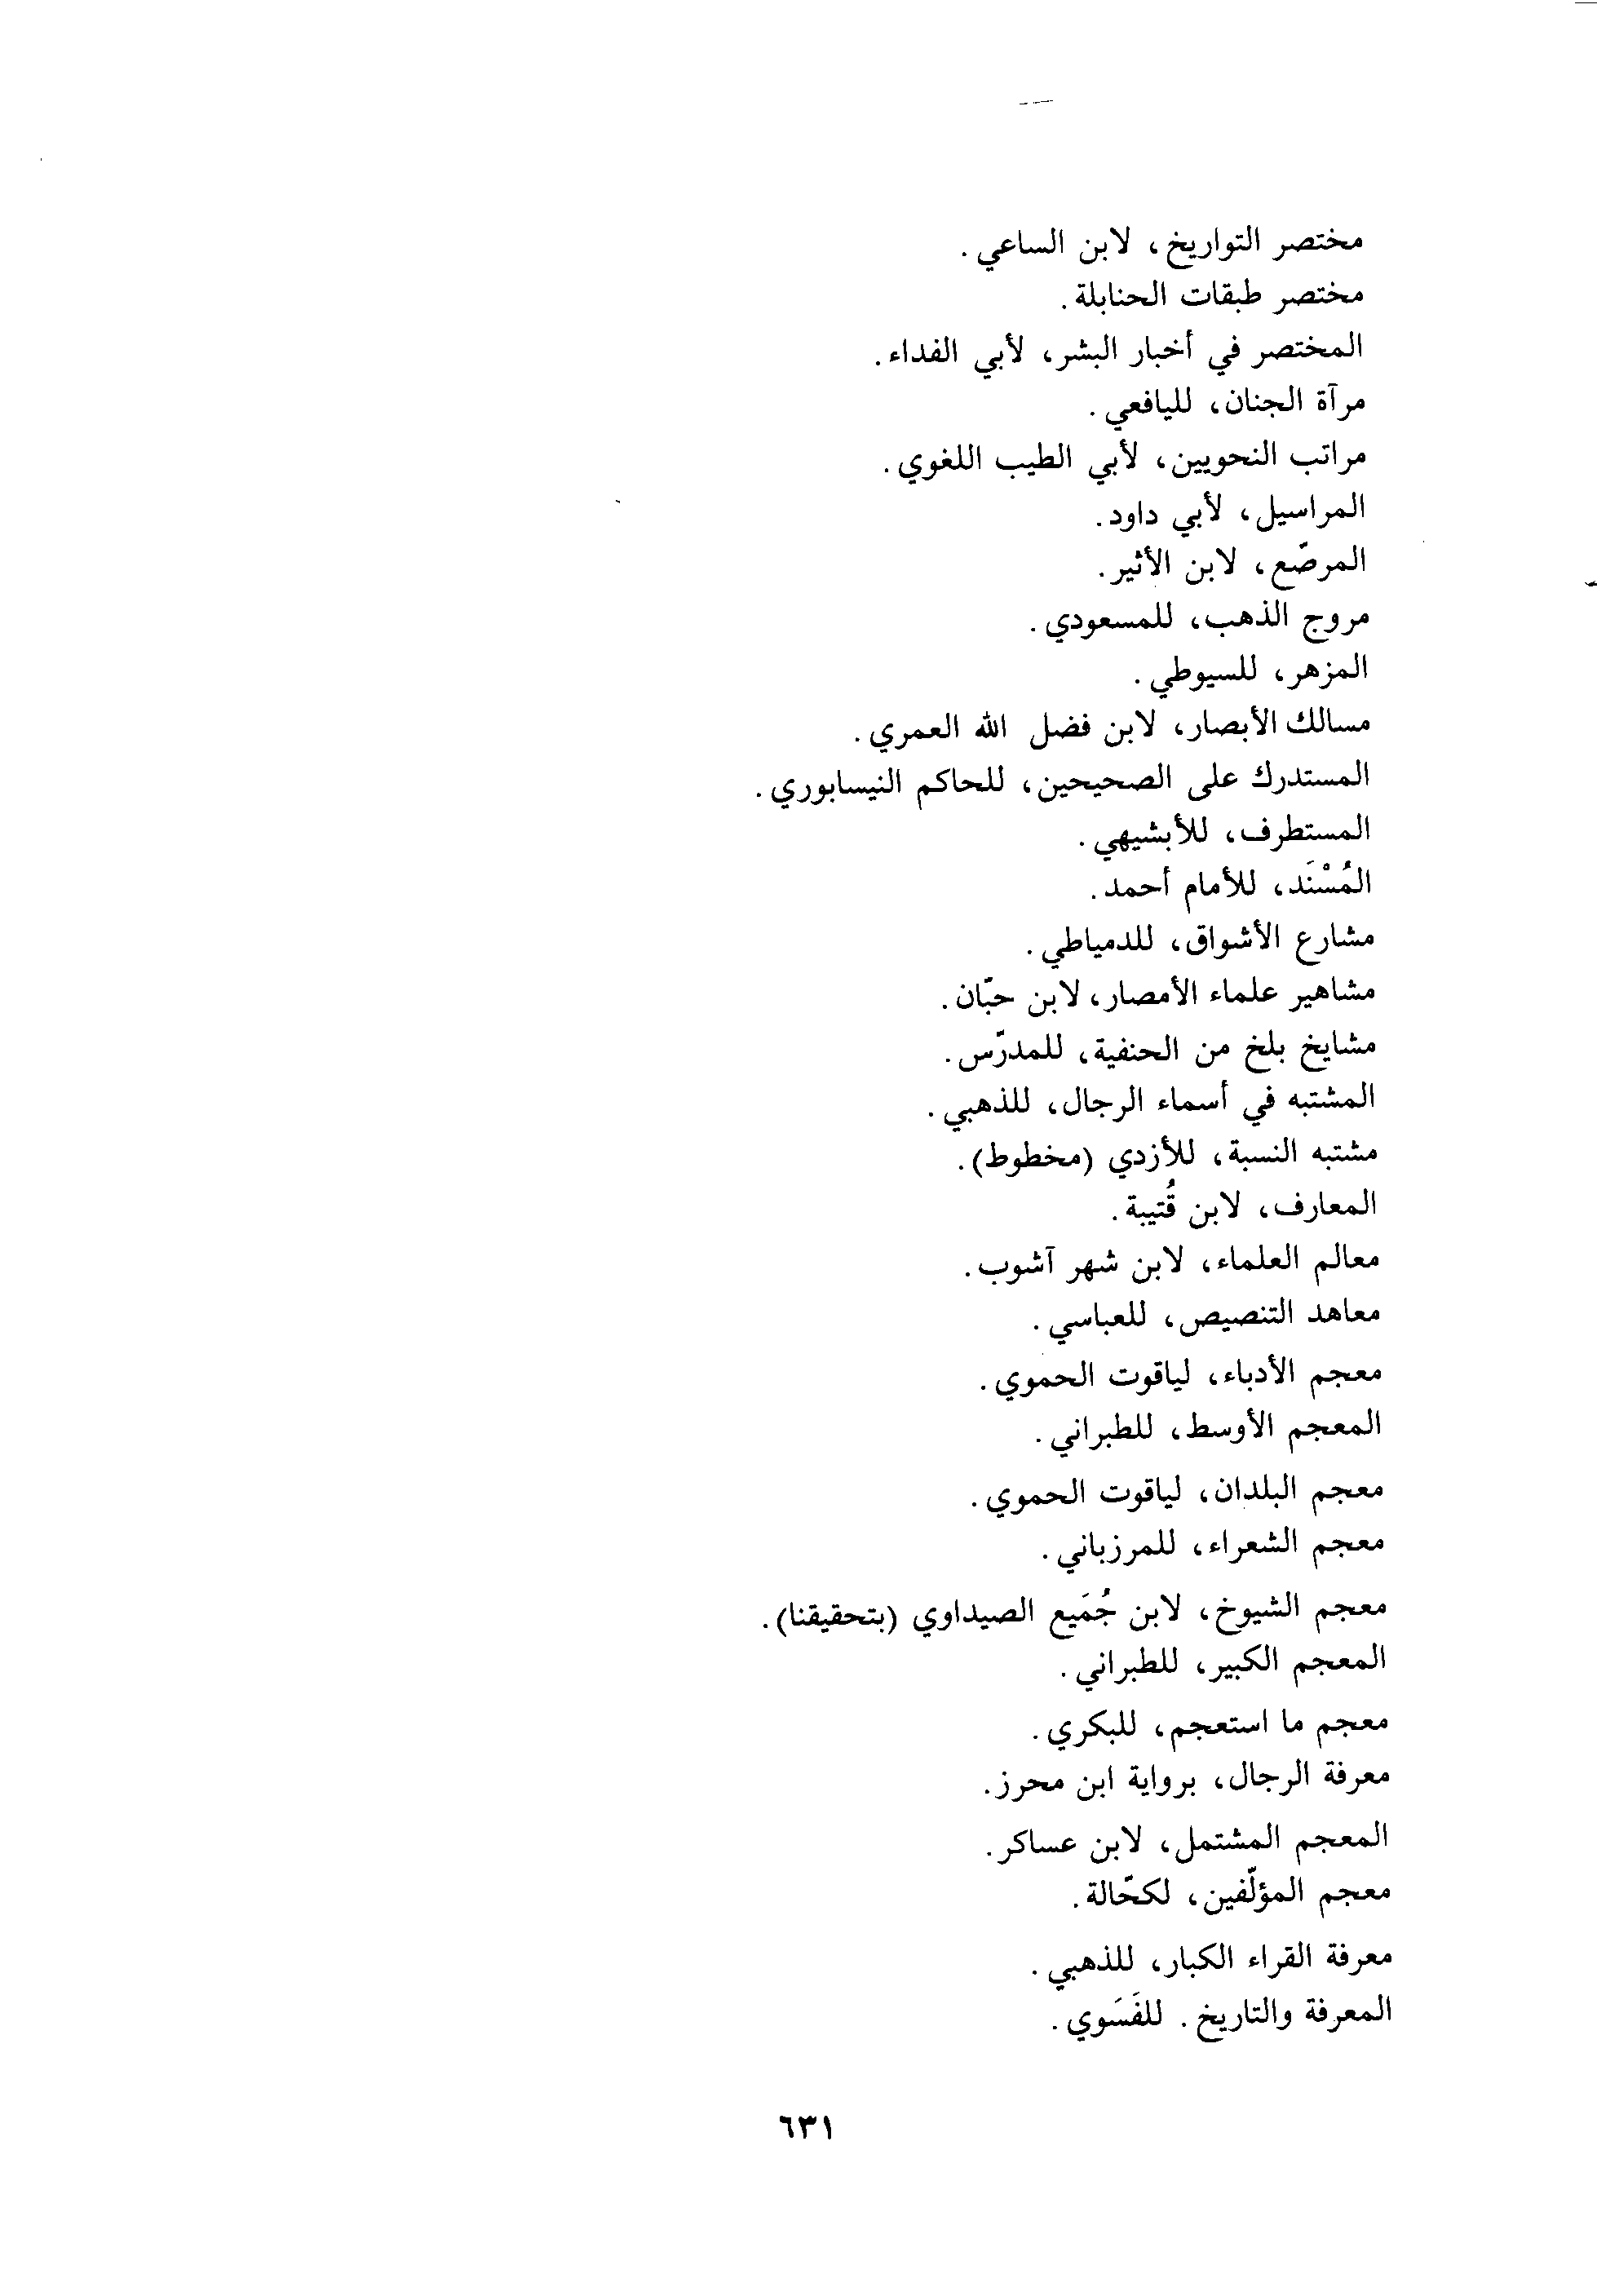 مختصر التواريخ، لابن الساعي.
مختصر طبقات الحنابلة.
المختصر في أخبار البشر، لأبي الفداء.
مرآة الجنان، لليافعي.
مراتب النحويين، لأبي الطيب اللغوي.
المراسيل، لأبي داود.
المرصّع، لابن الأثير.
مروج الذهب، للمسعودي.
المزهر، للسيوطي.
مسالك الأبصار، لابن فضل الله العمري.
المستدرك على الصحيحين، للحاكم النيسابوري.
المستطرف، للأبشيهي.
المُسْنَد، للأمام أحمد.
مشارع الأشواق، للدمياطي.
مشاهير علماء الأمصار، لابن حبّان.
مشايخ بلخ من الحنفية، للمدرّس.
المشتبه في أسماء الرجال، للذهبي.
مشتبه النسبة، للأزدي (مخطوط).
المعارف، لابن قُتيبة.
معالم العلماء، لابن شهر آشوب.
معاهد التنصيص، للعباسي.
معجم الأدباء، لياقوت الحموي.
المعجم الأوسط، للطبراني.
معجم البلدان، لياقوت الحموي.
معجم الشعراء، للمرزباني.
معجم الشيوخ، لابن جُمَيع الصيداوي (بتحقيقنا).
المعجم الكبير، للطبراني.
معجم ما استعجم، للبكري.
معرفة الرجال، برواية ابن محرز.
المعجم المشتمل، لابن عساكر.
معجم المؤلّفين، لكحّالة.
معرفة القراء الكبار، للذهبي.
المعرفة والتاريخ. للفَسَوي.
٦٣١